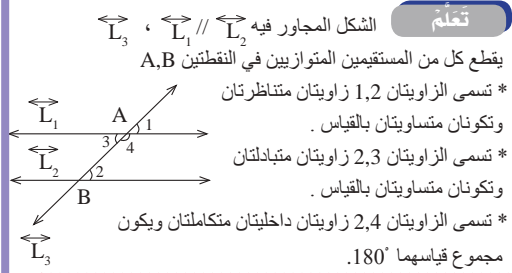 تَعَلَّمْ
الشكل المجاور فيه L₁ // L₂ ، L₃
يقطع كل من المستقيمين المتوازيين في النقطتين A,B
* تسمى الزاويتان 1,2 زاويتان متناظرتان
وتكونان متساويتان بالقياس .
* تسمى الزاويتان 2,3 زاويتان متبادلتان
وتكونان متساويتان بالقياس .
* تسمى الزاويتان 2,4 زاويتان داخليتان متكاملتان ويكون
مجموع قياسهما 180°.
L₁
A
1
3
4
L₂
2
B
L₃